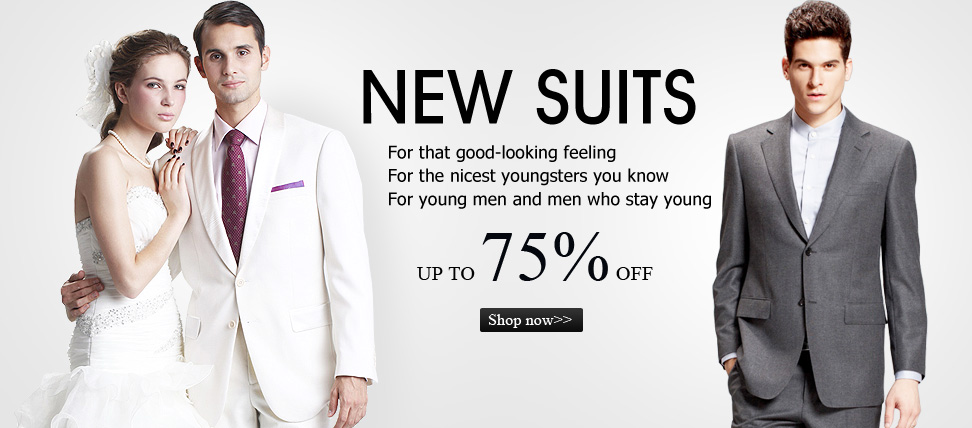 NEW SUITS
For that good-looking feeling
For the nicest youngsters you know
For young men and men who stay young
UP TO 75% OFF
Shop now>>